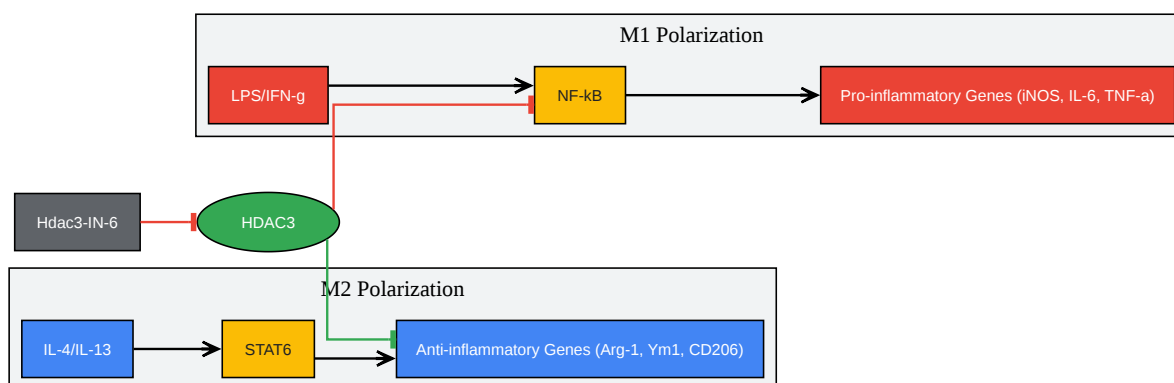 M1 Polarization
LPS/IFN-g
NF-kB
Pro-inflammatory Genes (iNOS, IL-6, TNF-a)
Hdac3-IN-6
HDAC3
M2 Polarization
IL-4/IL-13
STAT6
Anti-inflammatory Genes (Arg-1, Ym1, CD206)